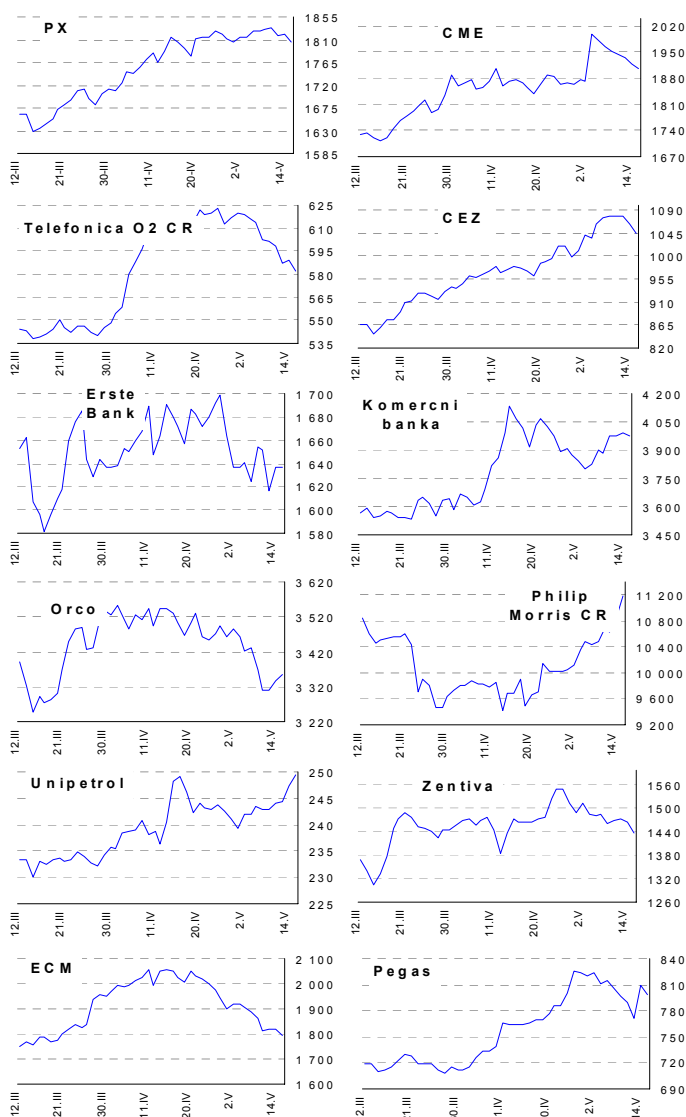 PX
1855
1810
1765
1720
1675
1630
1585
12-III
21-III
30-III
11-IV
20-IV
2-V
14-V
CME
2020
1950
1880
1810
1740
1670
12.III
21.III
30.III
11.IV
20.IV
2.V
14.V
Telefonica O2 CR
625
610
595
580
565
550
535
12.III
21.III
30.III
11.IV
20.IV
2.V
14.V
CEZ
1090
1045
1000
955
910
865
820
12.III
21.III
30.III
11.IV
20.IV
2.V
14.V
Erste
Bank
1 700
1 680
1 660
1 640
1 620
1 600
1 580
12.III
21.III
30.III
11.IV
20.IV
2.V
14.V
Komercni
banka
4 200
4 050
3 900
3 750
3 600
3 450
12.III
21.III
30.III
11.IV
20.IV
2.V
14.V
Orco
3 620
3 520
3 420
3 320
3 220
12.III
21.III
30.III
11.IV
20.IV
2.V
14.V
Philip
Morris CR
11 200
10 800
10 400
10 000
9 600
9 200
12.III
21.III
30.III
11.IV
20.IV
2.V
14.V
Unipetrol
250
245
240
235
230
225
12.III
21.III
30.III
11.IV
20.IV
2.V
14.V
Zentiva
1560
1500
1440
1380
1320
1260
12.III
21.III
30.III
11.IV
20.IV
2.V
14.V
ECM
2 100
2 000
1 900
1 800
1 700
1 600
12.III
21.III
30.III
11.IV
20.IV
2.V
14.V
Pegas
840
810
780
750
720
690
2.III
21.III
0.III
1.IV
0.IV
2.V
14.V